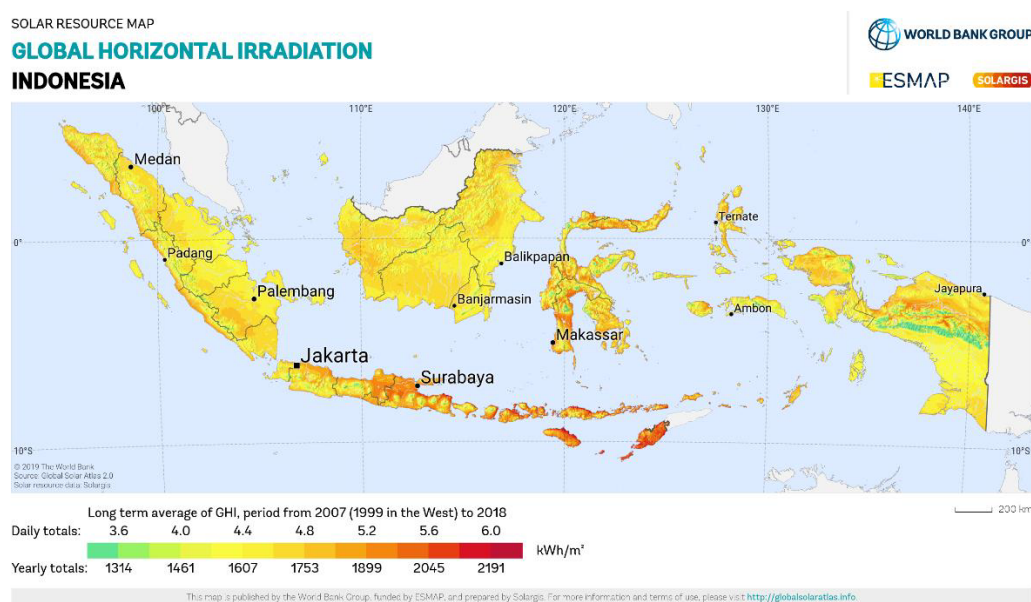 SOLAR RESOURCE MAP
GLOBAL HORIZONTAL IRRADIATION
INDONESIA
WORLD BANK GROUP
ESMAP
SOLARGIS
100°E 110°E 120°E 130°E 140°E
Medan
Ternate
0° 0°
Padang
Balikpapan
Palembang
Jayapura
Banjarmasin
Ambon
Makassar
Jakarta
Surabaya
10°S 10°S
© 2019 The World Bank
Source: Global Solar Atlas 2.0
Solar resource data: Solargis
200 km
Long term average of GHI, period from 2007 (1999 in the West) to 2018
Daily totals: 3.6 4.0 4.4 4.8 5.2 5.6 6.0
kWh/m²
Yearly totals: 1314 1461 1607 1753 1899 2045 2191
This map is published by the World Bank Group, funded by ESMAP, and prepared by Solargis. For more information and terms of use, please visit http://globalsolaratlas.info.